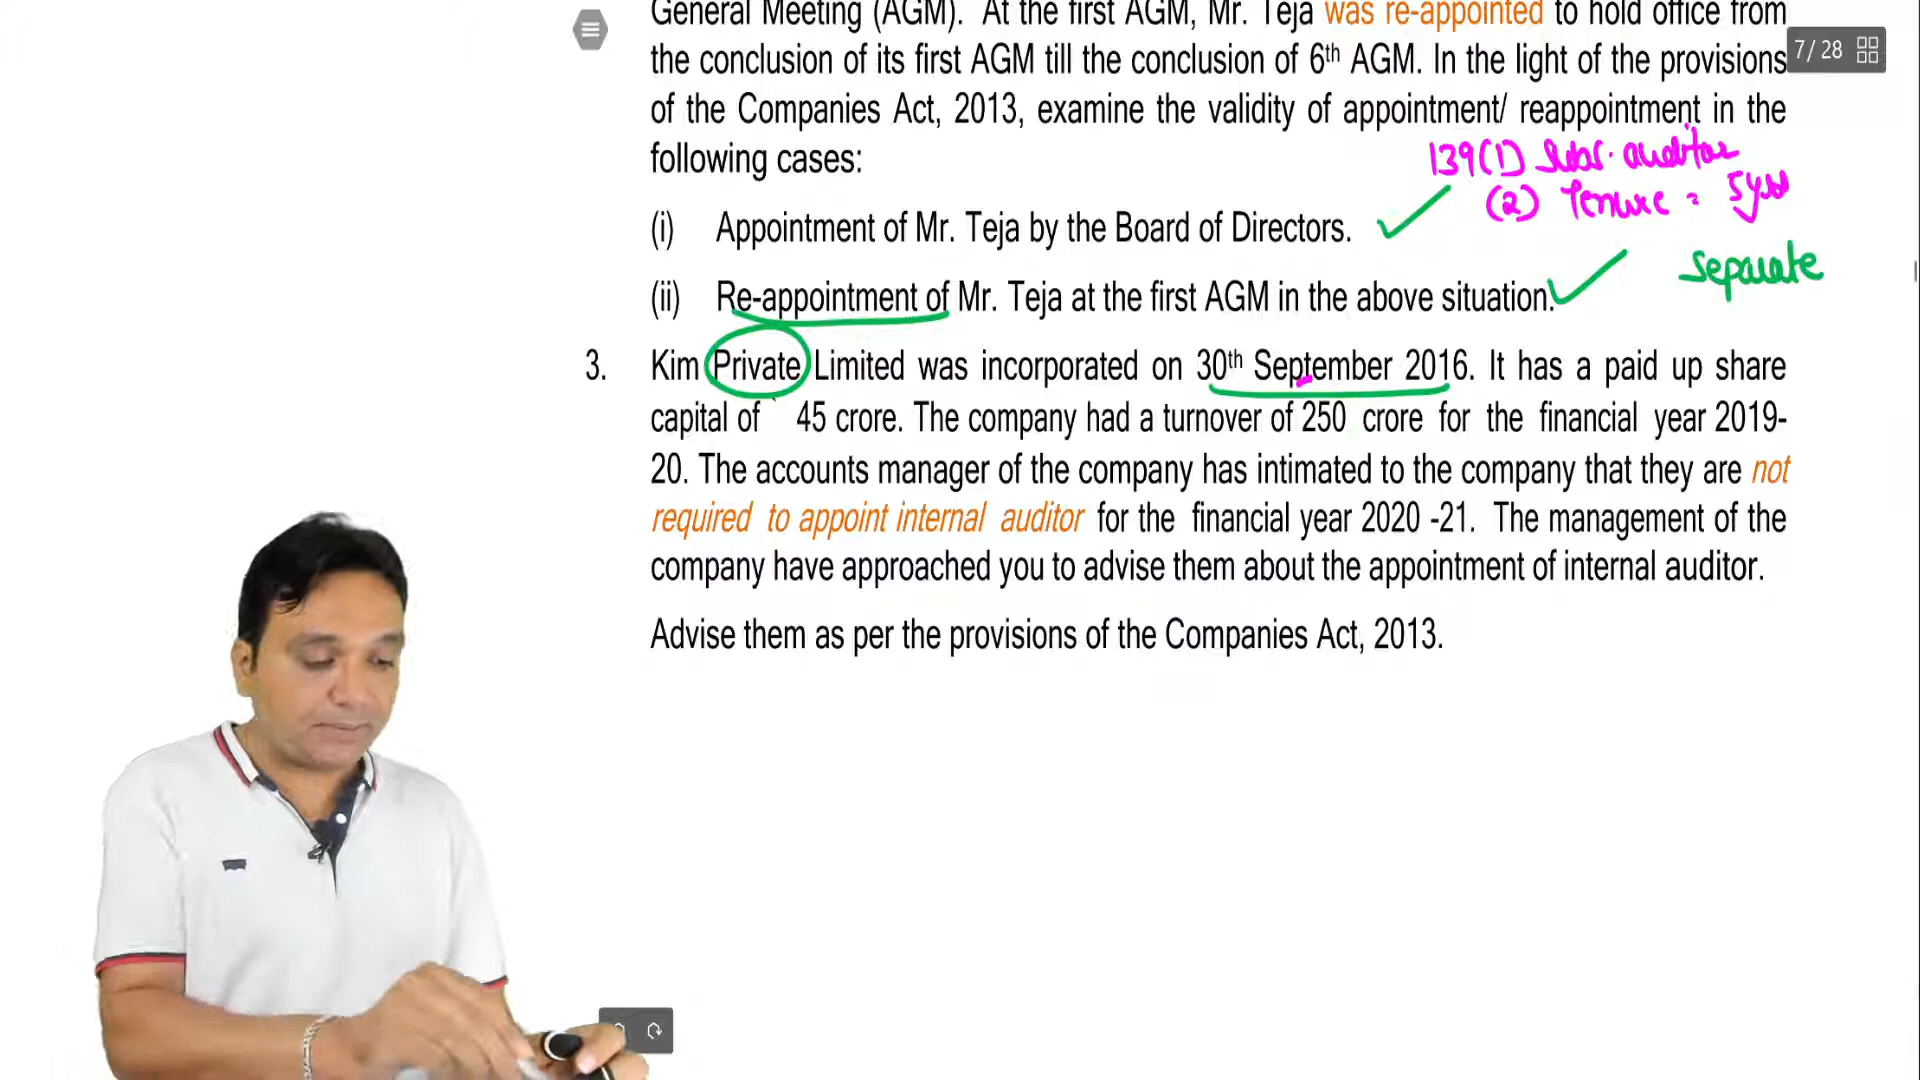 General Meeting (AGM). At the first AGM, Mr. Teja was re-appointed to hold office from
7/ 28
the conclusion of its first AGM till the conclusion of 6th AGM. In the light of the provisions
of the Companies Act, 2013, examine the validity of appointment/ reappointment in the
following cases:
139(1) Subs. auditor
(2) Tenure = 5 yrs
(i) Appointment of Mr. Teja by the Board of Directors.
separate
(ii) Re-appointment of Mr. Teja at the first AGM in the above situation.
3. Kim Private Limited was incorporated on 30th September 2016. It has a paid up share
capital of ` 45 crore. The company had a turnover of 250 crore for the financial year 2019-
20. The accounts manager of the company has intimated to the company that they are not
required to appoint internal auditor for the financial year 2020 -21. The management of the
company have approached you to advise them about the appointment of internal auditor.
Advise them as per the provisions of the Companies Act, 2013.